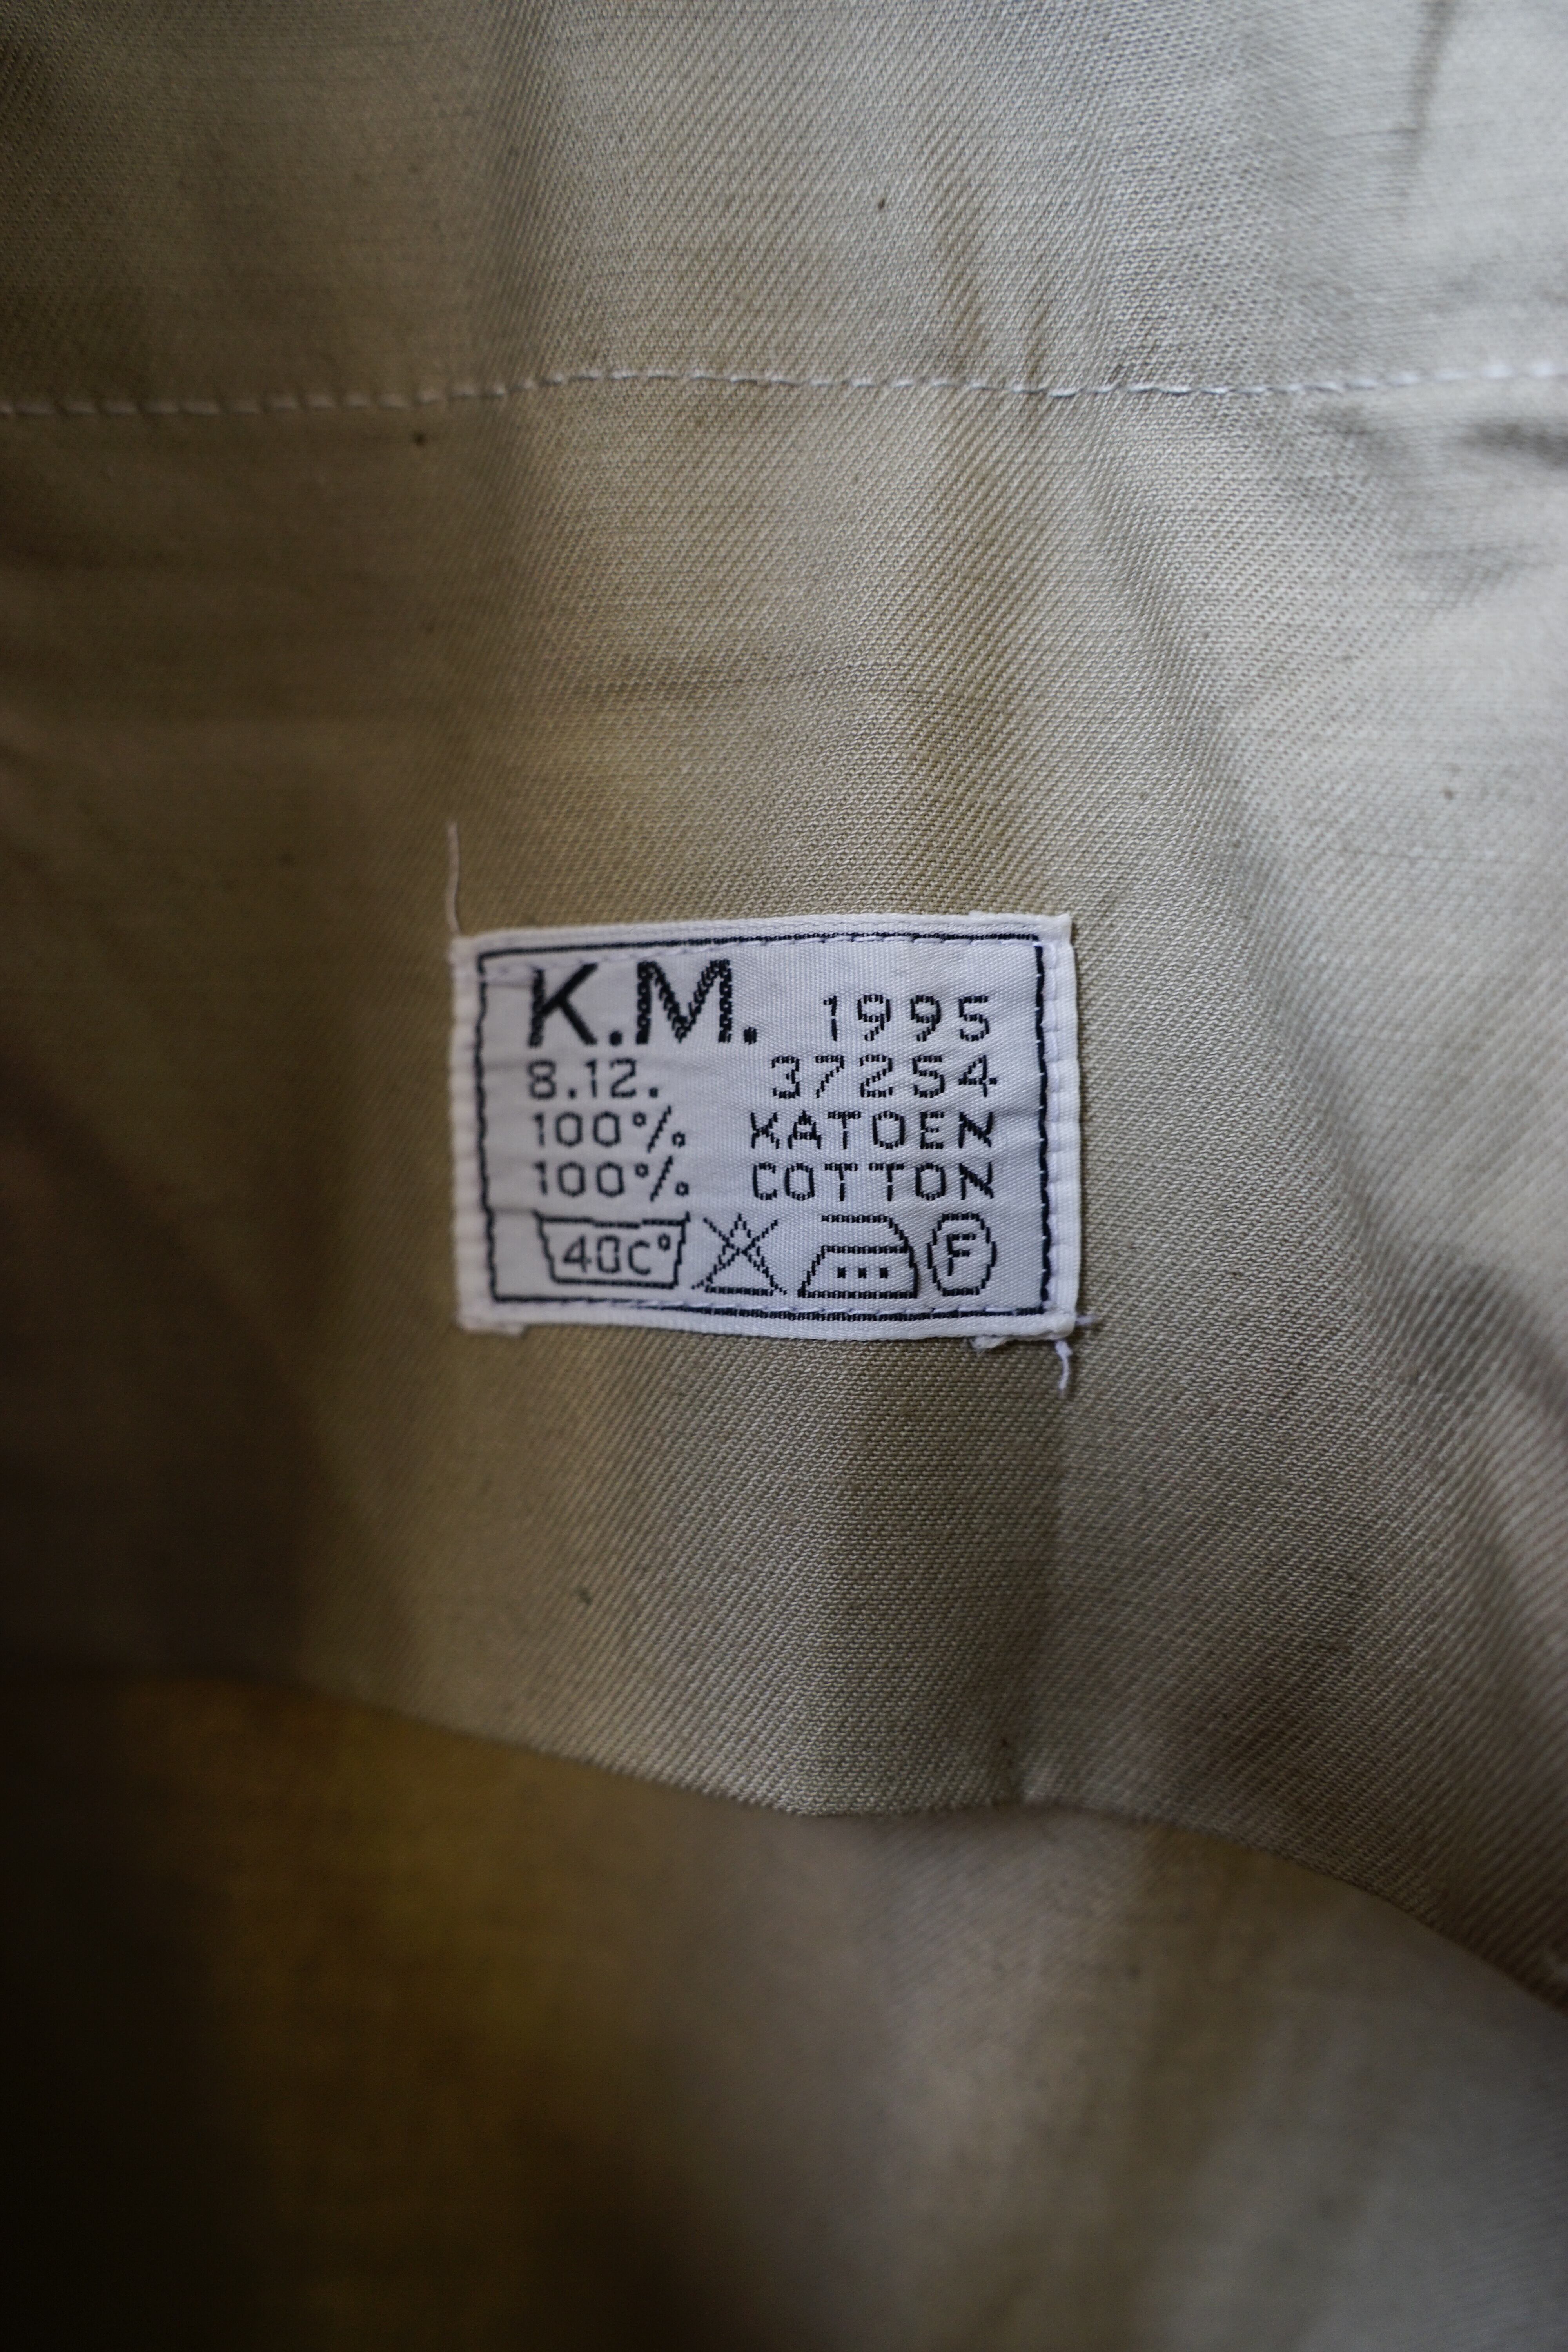 K.M. 1995
8.12. 37254
100% KATOEN
100% COTTON
40C° F